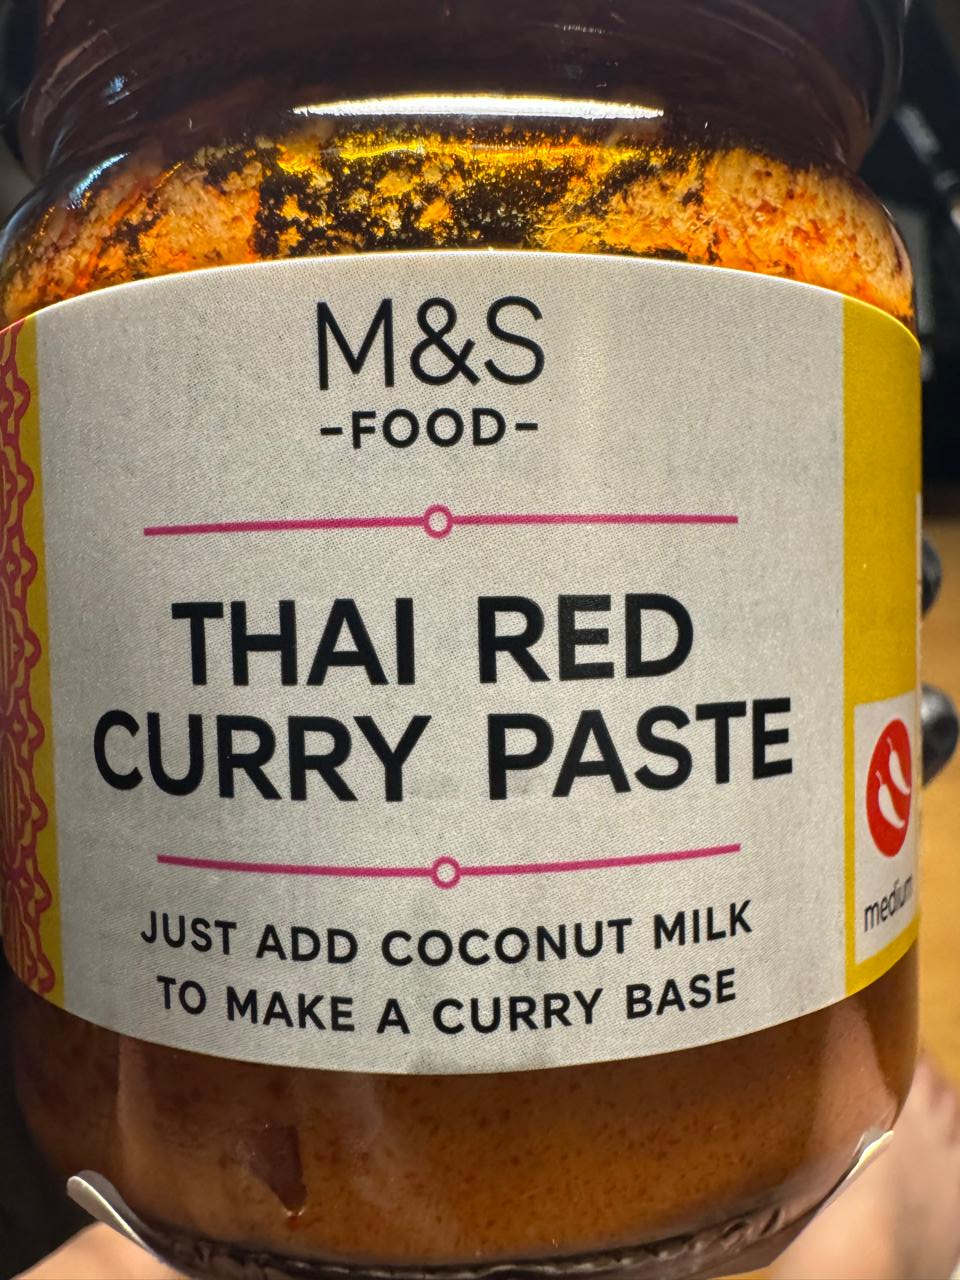 M&S
-FOOD-
THAI RED
CURRY PASTE
JUST ADD COCONUT MILK
TO MAKE A CURRY BASE
medium